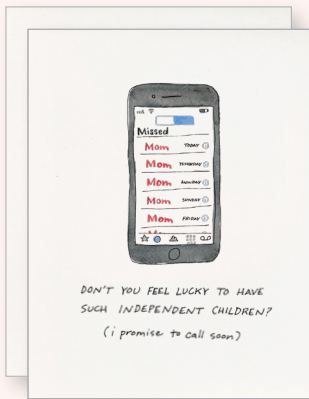 Missed
Mom TODAY
Mom YESTERDAY
Mom MONDAY
Mom SUNDAY
Mom FRIDAY
DON'T YOU FEEL LUCKY TO HAVE
SUCH INDEPENDENT CHILDREN?
(i promise to call soon)